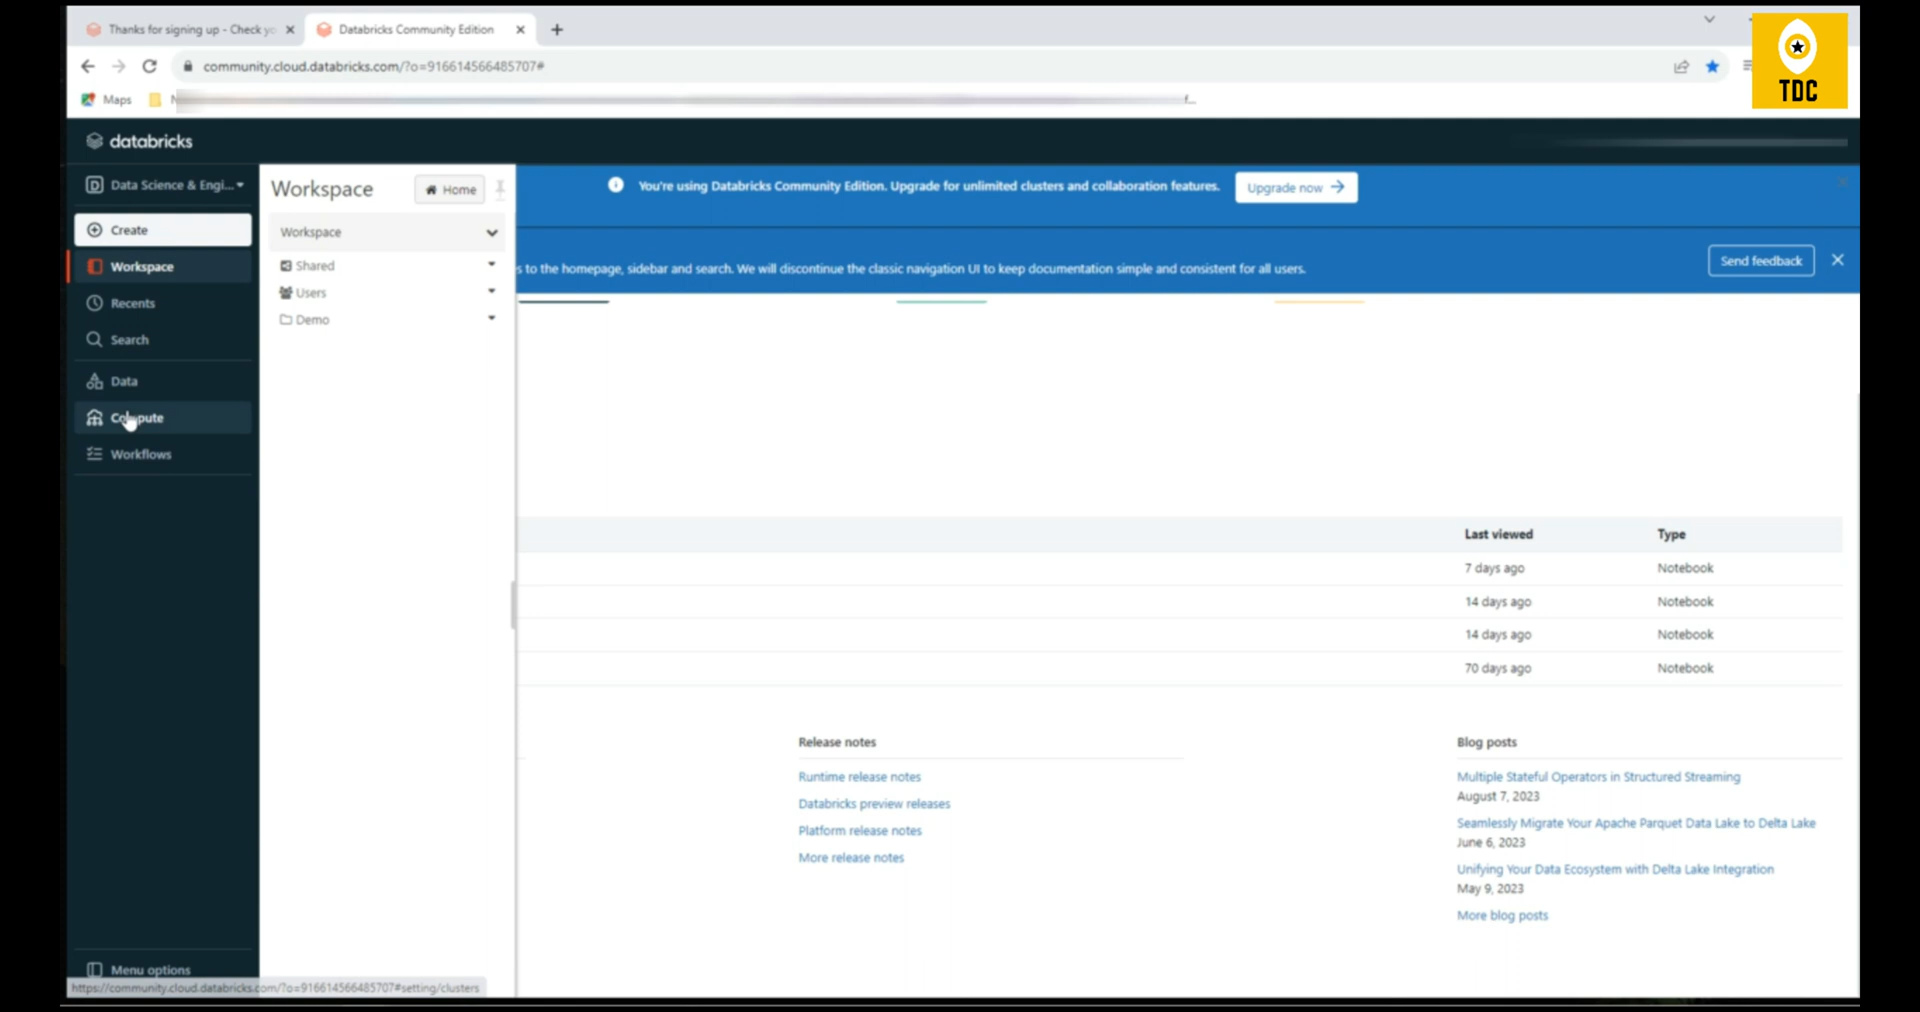 Thanks for signing up - Check yo
Databricks Community Edition
community.cloud.databricks.com/?o=916614566485707#
Maps
TDC
databricks
Data Science & Engi...
Create
Workspace
Recents
Search
Data
Compute
Workflows
Menu options
https://community.cloud.databricks.com/?o=916614566485707#setting/clusters
Workspace
Home
Workspace
Shared
Users
Demo
You're using Databricks Community Edition. Upgrade for unlimited clusters and collaboration features.
Upgrade now
s to the homepage, sidebar and search. We will discontinue the classic navigation UI to keep documentation simple and consistent for all users.
Send feedback
Last viewed Type
7 days ago Notebook
14 days ago Notebook
14 days ago Notebook
70 days ago Notebook
Release notes
Runtime release notes
Databricks preview releases
Platform release notes
More release notes
Blog posts
Multiple Stateful Operators in Structured Streaming
August 7, 2023
Seamlessly Migrate Your Apache Parquet Data Lake to Delta Lake
June 6, 2023
Unifying Your Data Ecosystem with Delta Lake Integration
May 9, 2023
More blog posts